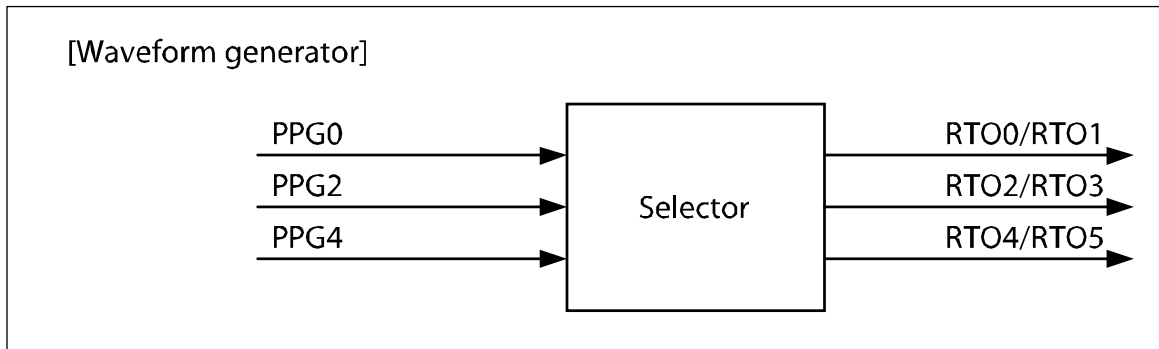 [Waveform generator]
PPG0
PPG2
PPG4
Selector
RTO0/RTO1
RTO2/RTO3
RTO4/RTO5